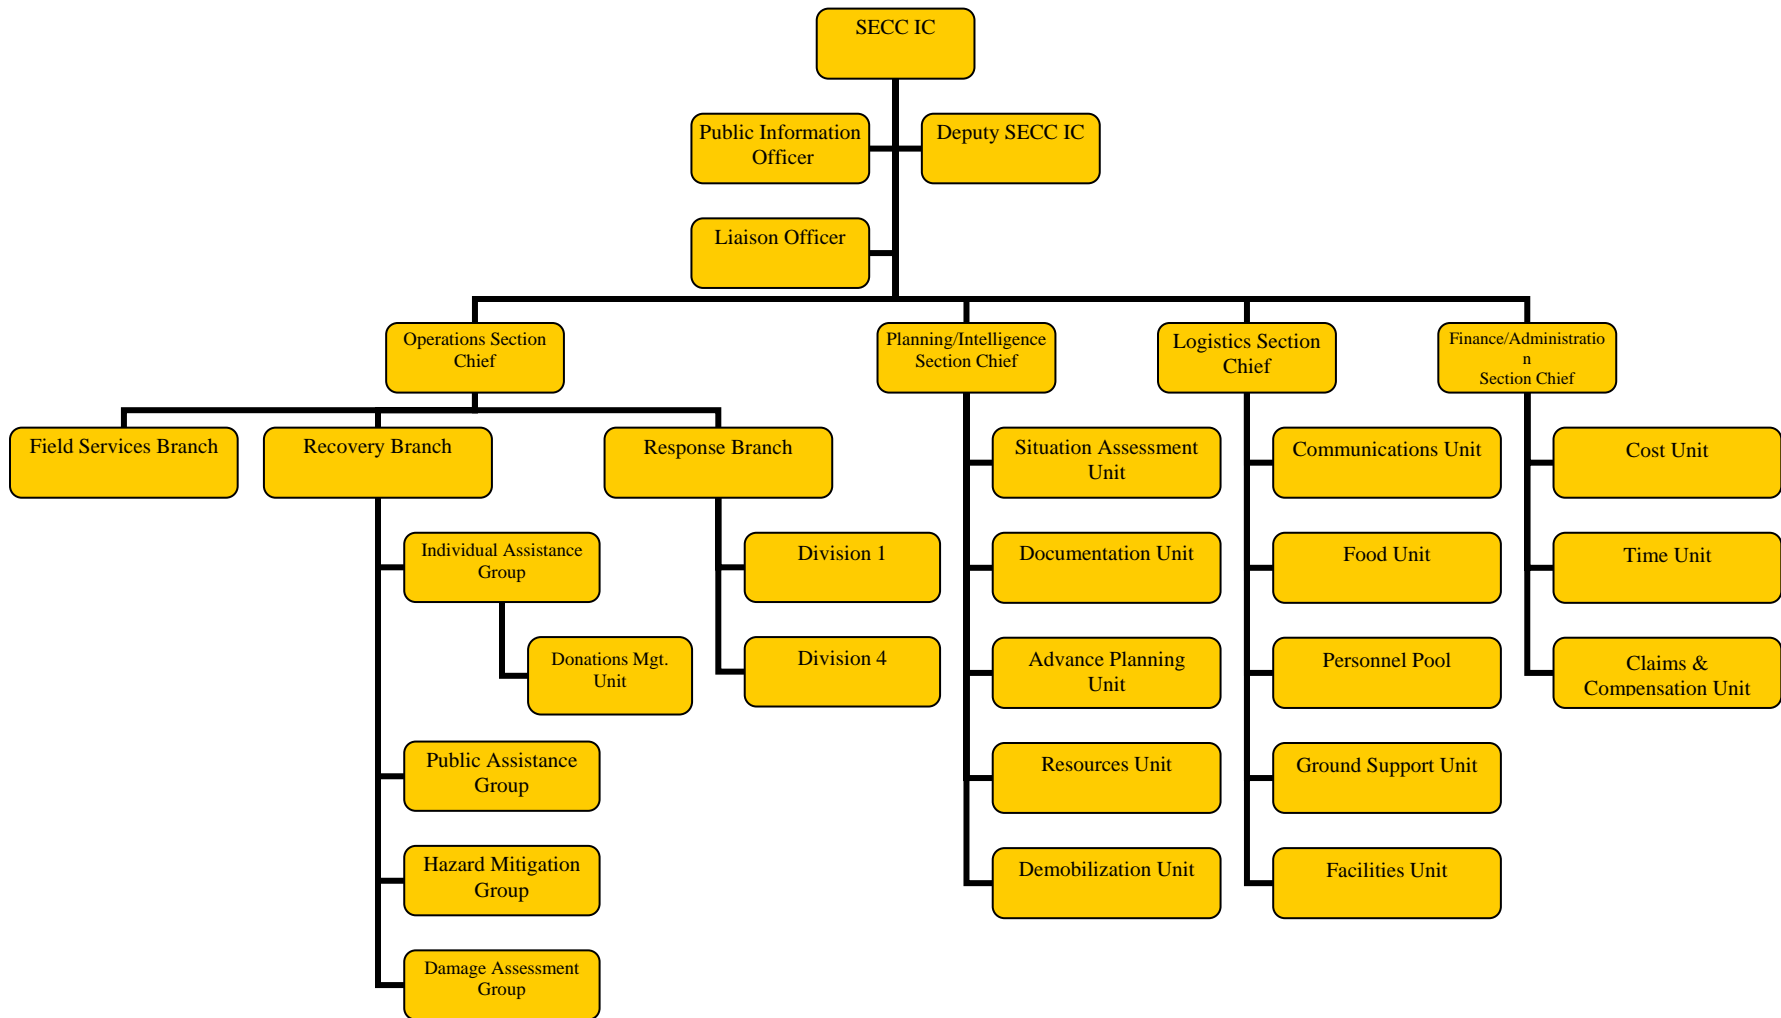 SECC IC
Public Information
Officer
Deputy SECC IC
Liaison Officer
Operations Section
Chief
Planning/Intelligence
Section Chief
Logistics Section
Chief
Finance/Administratio
n
Section Chief
Field Services Branch
Recovery Branch
Response Branch
Individual Assistance
Group
Donations Mgt.
Unit
Public Assistance
Group
Hazard Mitigation
Group
Damage Assessment
Group
Division 1
Division 4
Situation Assessment
Unit
Documentation Unit
Advance Planning
Unit
Resources Unit
Demobilization Unit
Communications Unit
Food Unit
Personnel Pool
Ground Support Unit
Facilities Unit
Cost Unit
Time Unit
Claims &
Compensation Unit